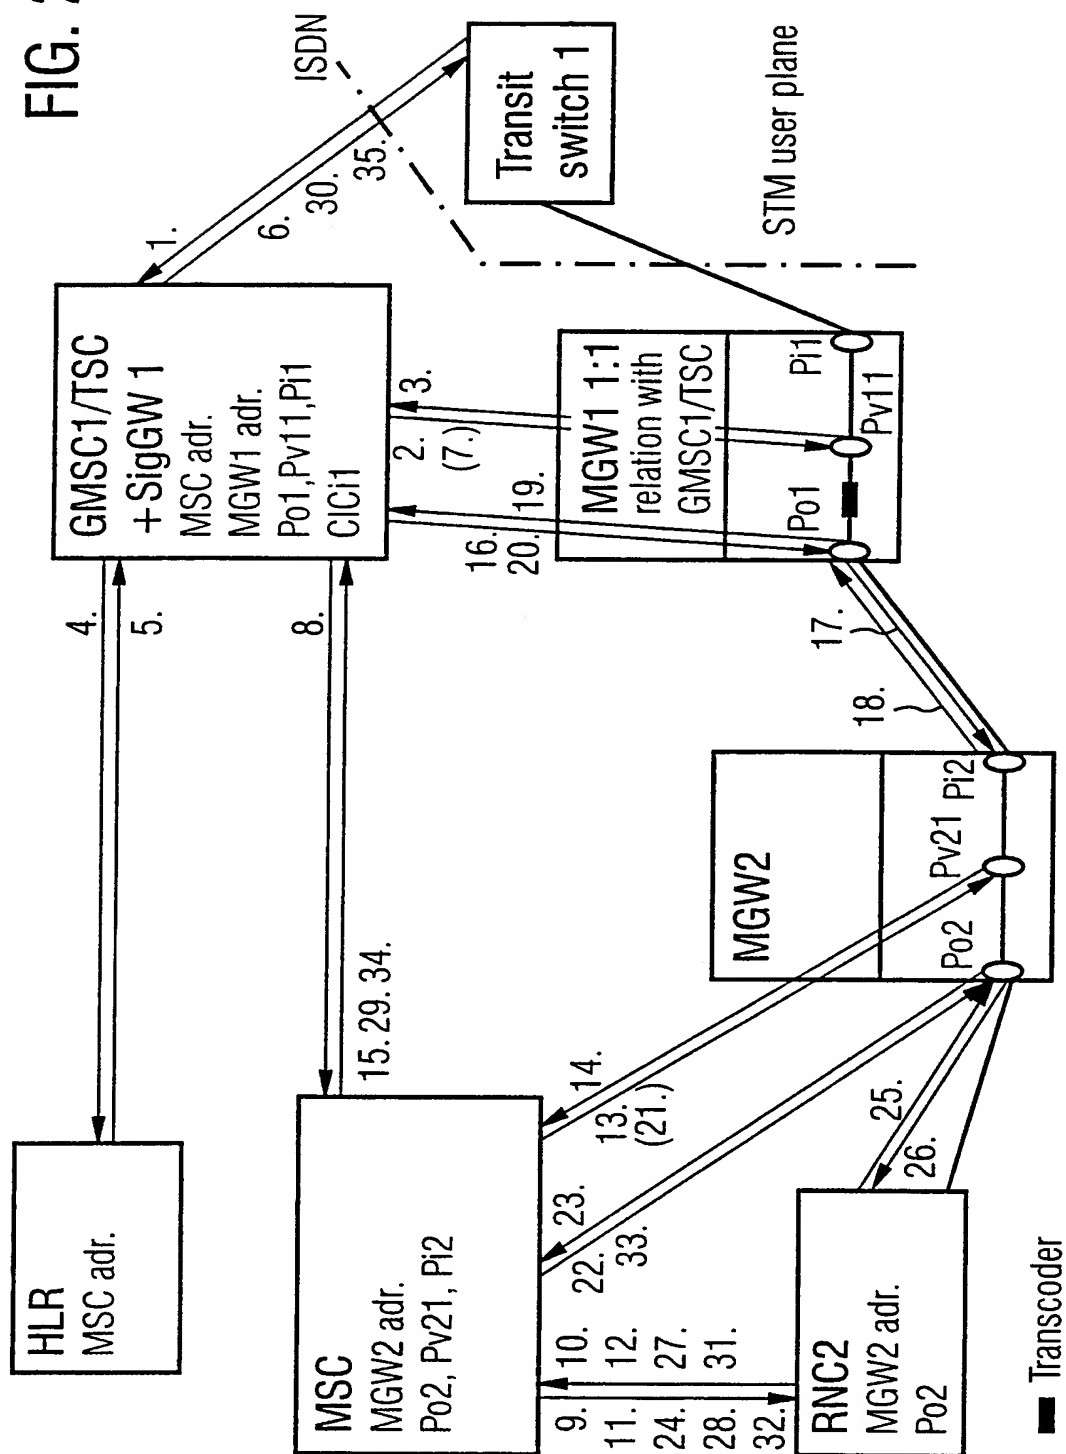 FIG.
ISDN
Transit
switch 1
STM user plane
1.
6.
30.
35.
GMSC1/TSC
+SigGW 1
MSC adr.
MGW1 adr.
Po1,Pv11,Pi1
CICi1
2.
(7.)
3.
16.
20.
19.
MGW1 1:1
relation with
GMSC1/TSC
Po1
Pv11
Pi1
4.
5.
8.
15. 29. 34.
17.
18.
HLR
MSC adr.
MSC
MGW2 adr.
Po2, Pv21, Pi2
14.
13.
(21.)
23.
22.
33.
MGW2
Po2
Pv21
Pi2
25.
26.
9.
10.
11.
12.
24.
27.
28.
31.
32.
RNC2
MGW2 adr.
Po2
Transcoder